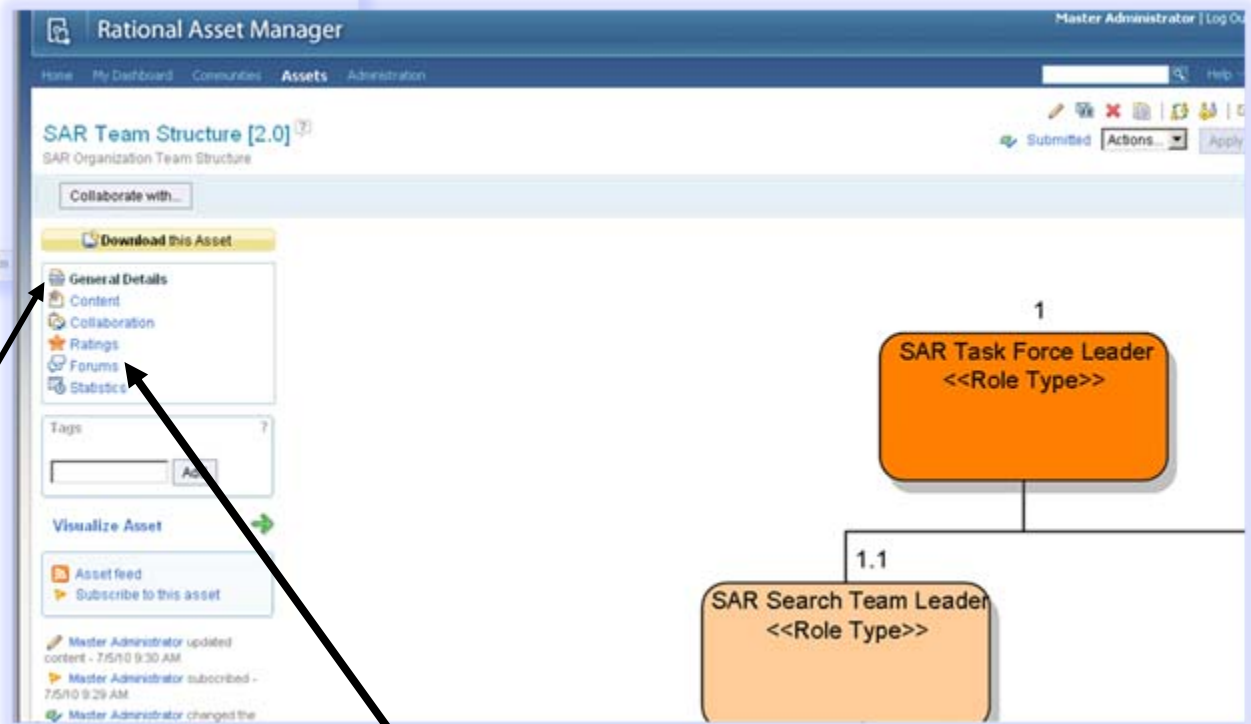 Rational Asset Manager
Master Administrator | Log Ou
Home My Dashboard Communities Assets Administration
Help
SAR Team Structure [2.0] ?
SAR Organization Team Structure
Submitted Actions... Apply
Collaborate with...
Download this Asset
General Details
Content
Collaboration
Ratings
Forums
Statistics
Tags ?
Visualize Asset
Asset feed
Subscribe to this asset
Master Administrator updated
content - 7/5/10 9:30 AM
Master Administrator subscribed -
7/5/10 9:29 AM
Master Administrator changed the
1
SAR Task Force Leader
<<Role Type>>
1.1
SAR Search Team Leader
<<Role Type>>